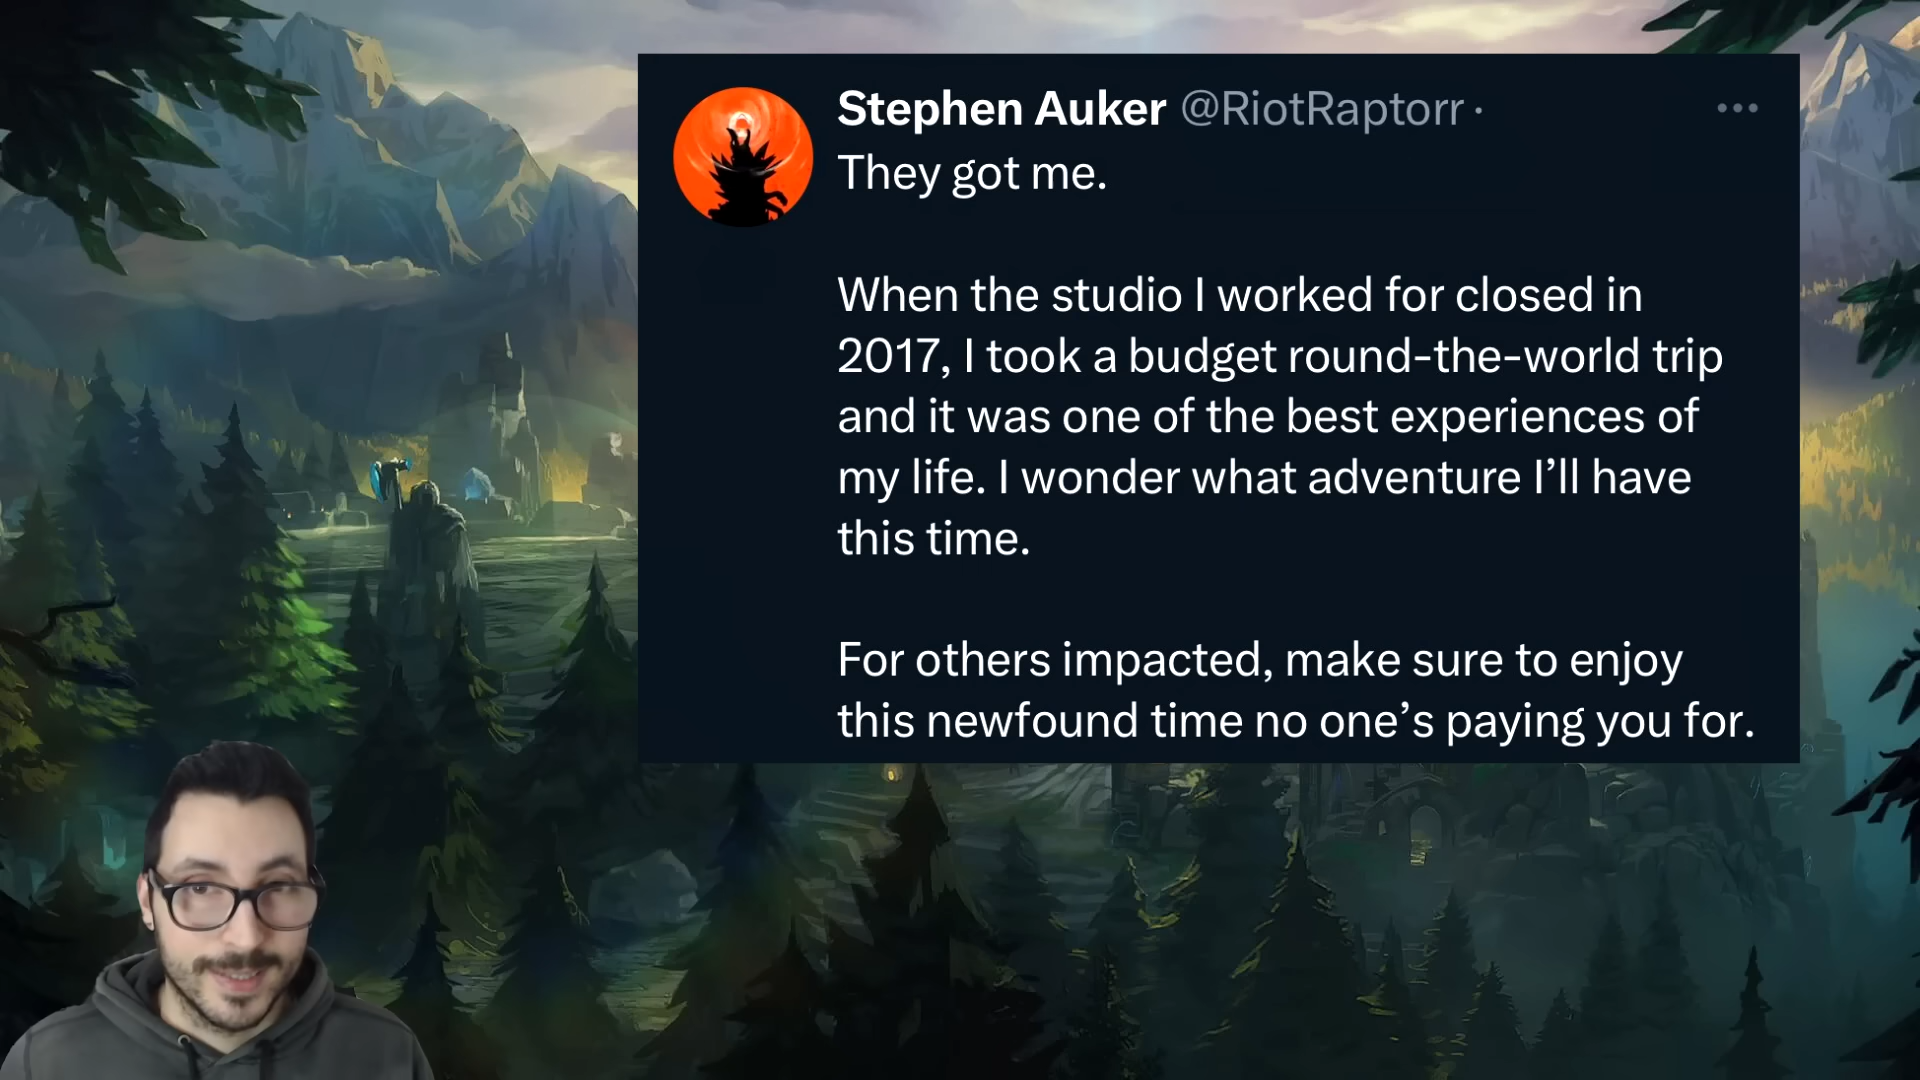 Stephen Auker @RiotRaptorr ·
They got me.
When the studio I worked for closed in
2017, I took a budget round-the-world trip
and it was one of the best experiences of
my life. I wonder what adventure I’ll have
this time.
For others impacted, make sure to enjoy
this newfound time no one’s paying you for.